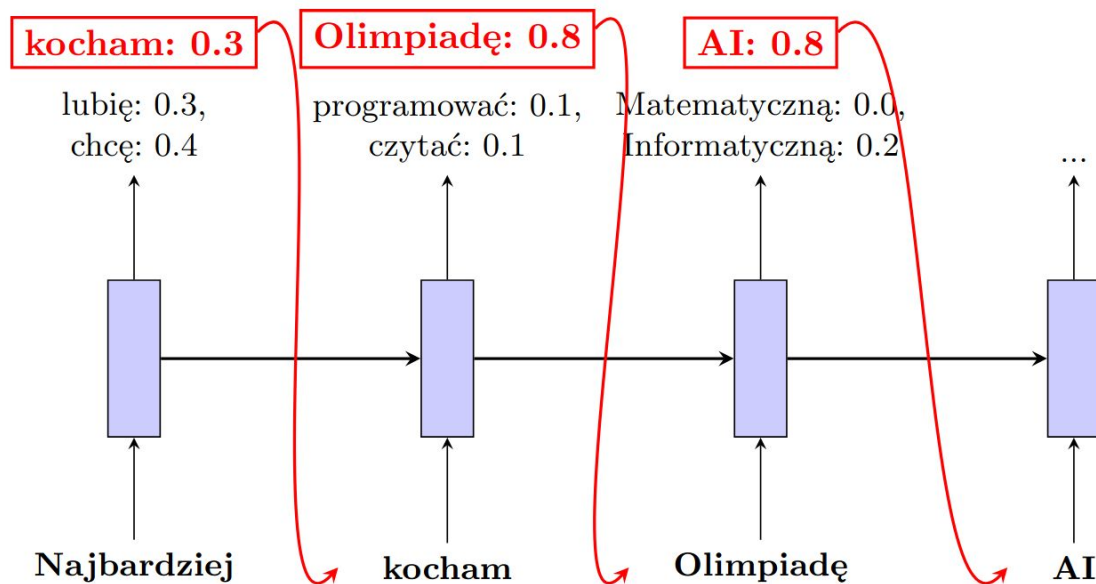 kocham: 0.3
lubię: 0.3,
chcę: 0.4
Olimpiadę: 0.8
programować: 0.1,
czytać: 0.1
AI: 0.8
Matematyczną: 0.0,
Informatyczną: 0.2
...
Najbardziej
kocham
Olimpiadę
AI